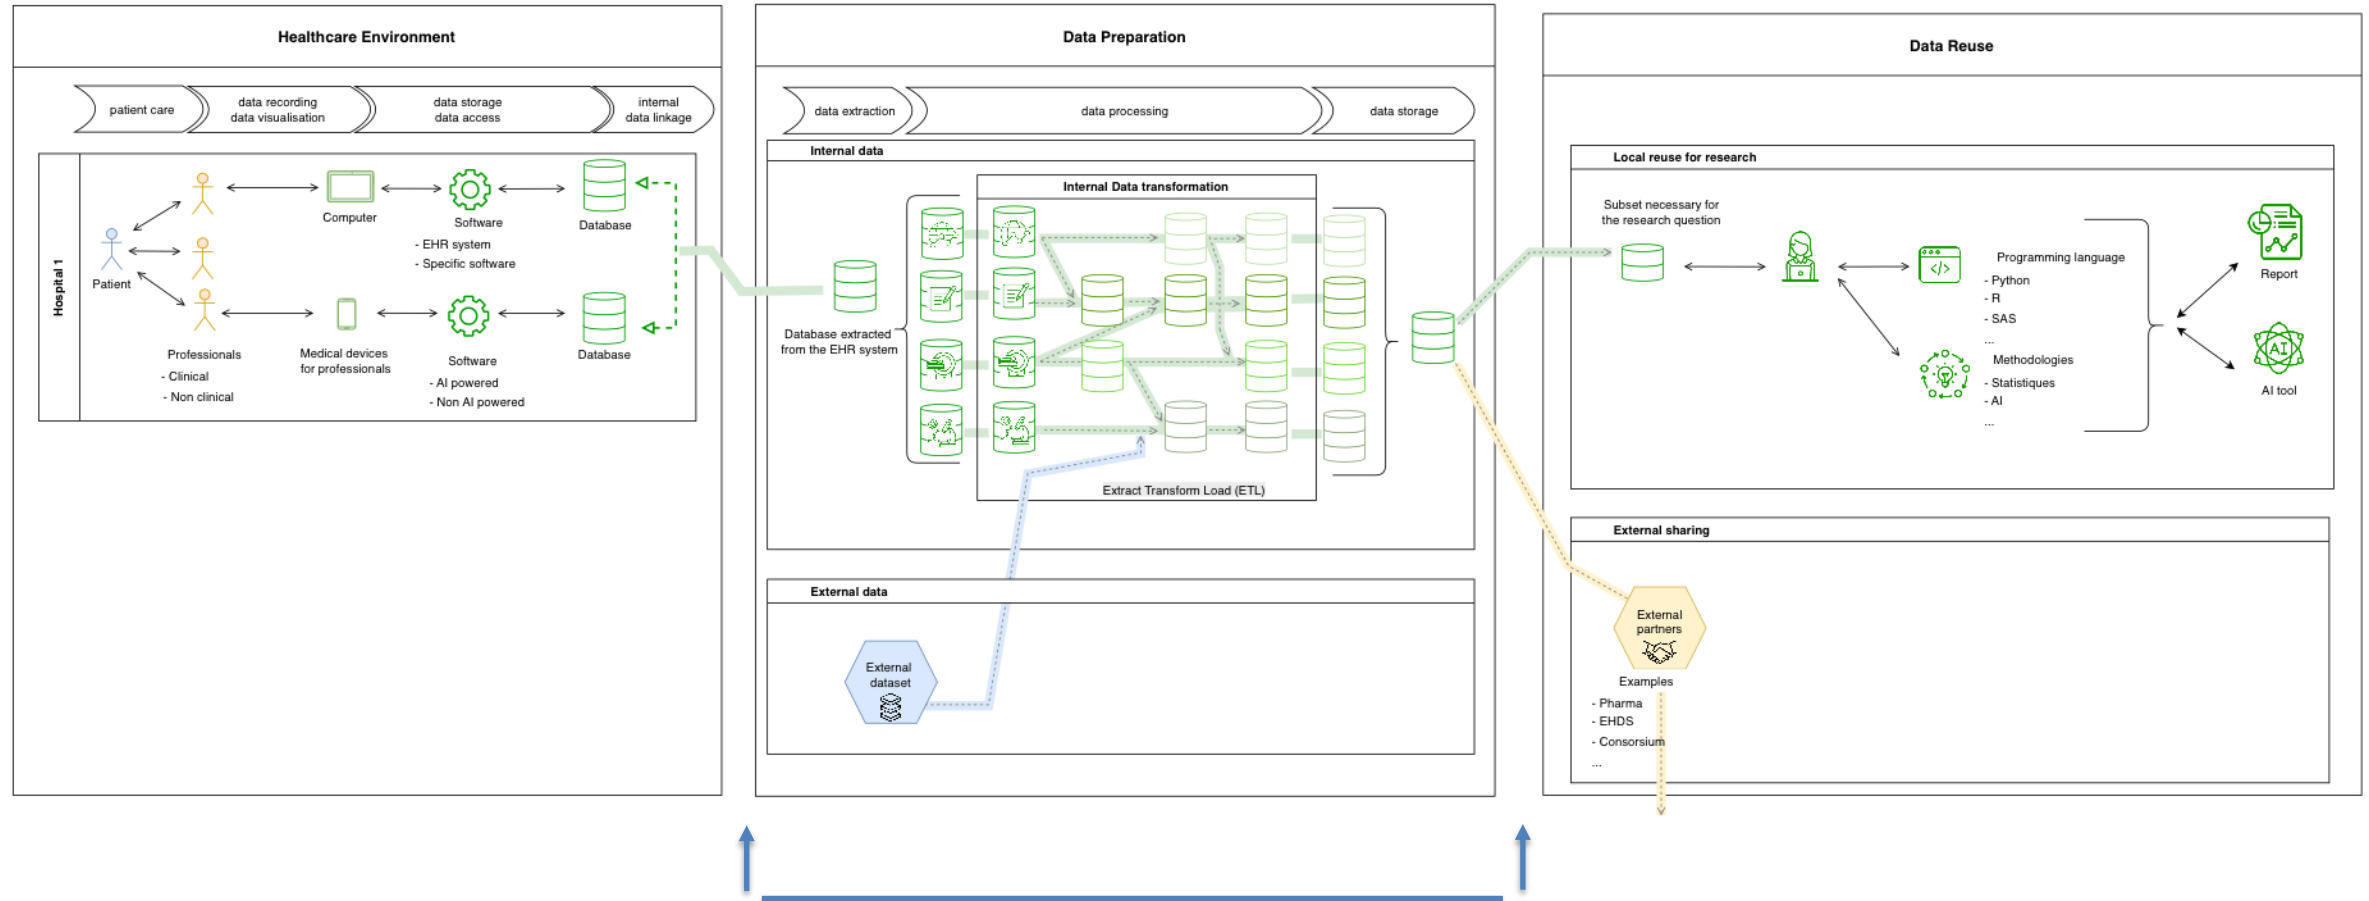 Healthcare Environment
patient care
data recording
data visualisation
data storage
data access
internal
data linkage
Hospital 1
Patient
Professionals
- Clinical
- Non clinical
Computer
Medical devices
for professionals
Software
- EHR system
- Specific software
Software
- AI powered
- Non AI powered
Database
Database
Data Preparation
data extraction
data processing
data storage
Internal data
Database extracted
from the EHR system
Internal Data transformation
Extract Transform Load (ETL)
External data
External
dataset
Data Reuse
Local reuse for research
Subset necessary for
the research question
</>
Programming language
- Python
- R
- SAS
...
Methodologies
- Statistiques
- AI
...
Report
AI
AI tool
External sharing
External
partners
Examples
- Pharma
- EHDS
- Consorsium
...